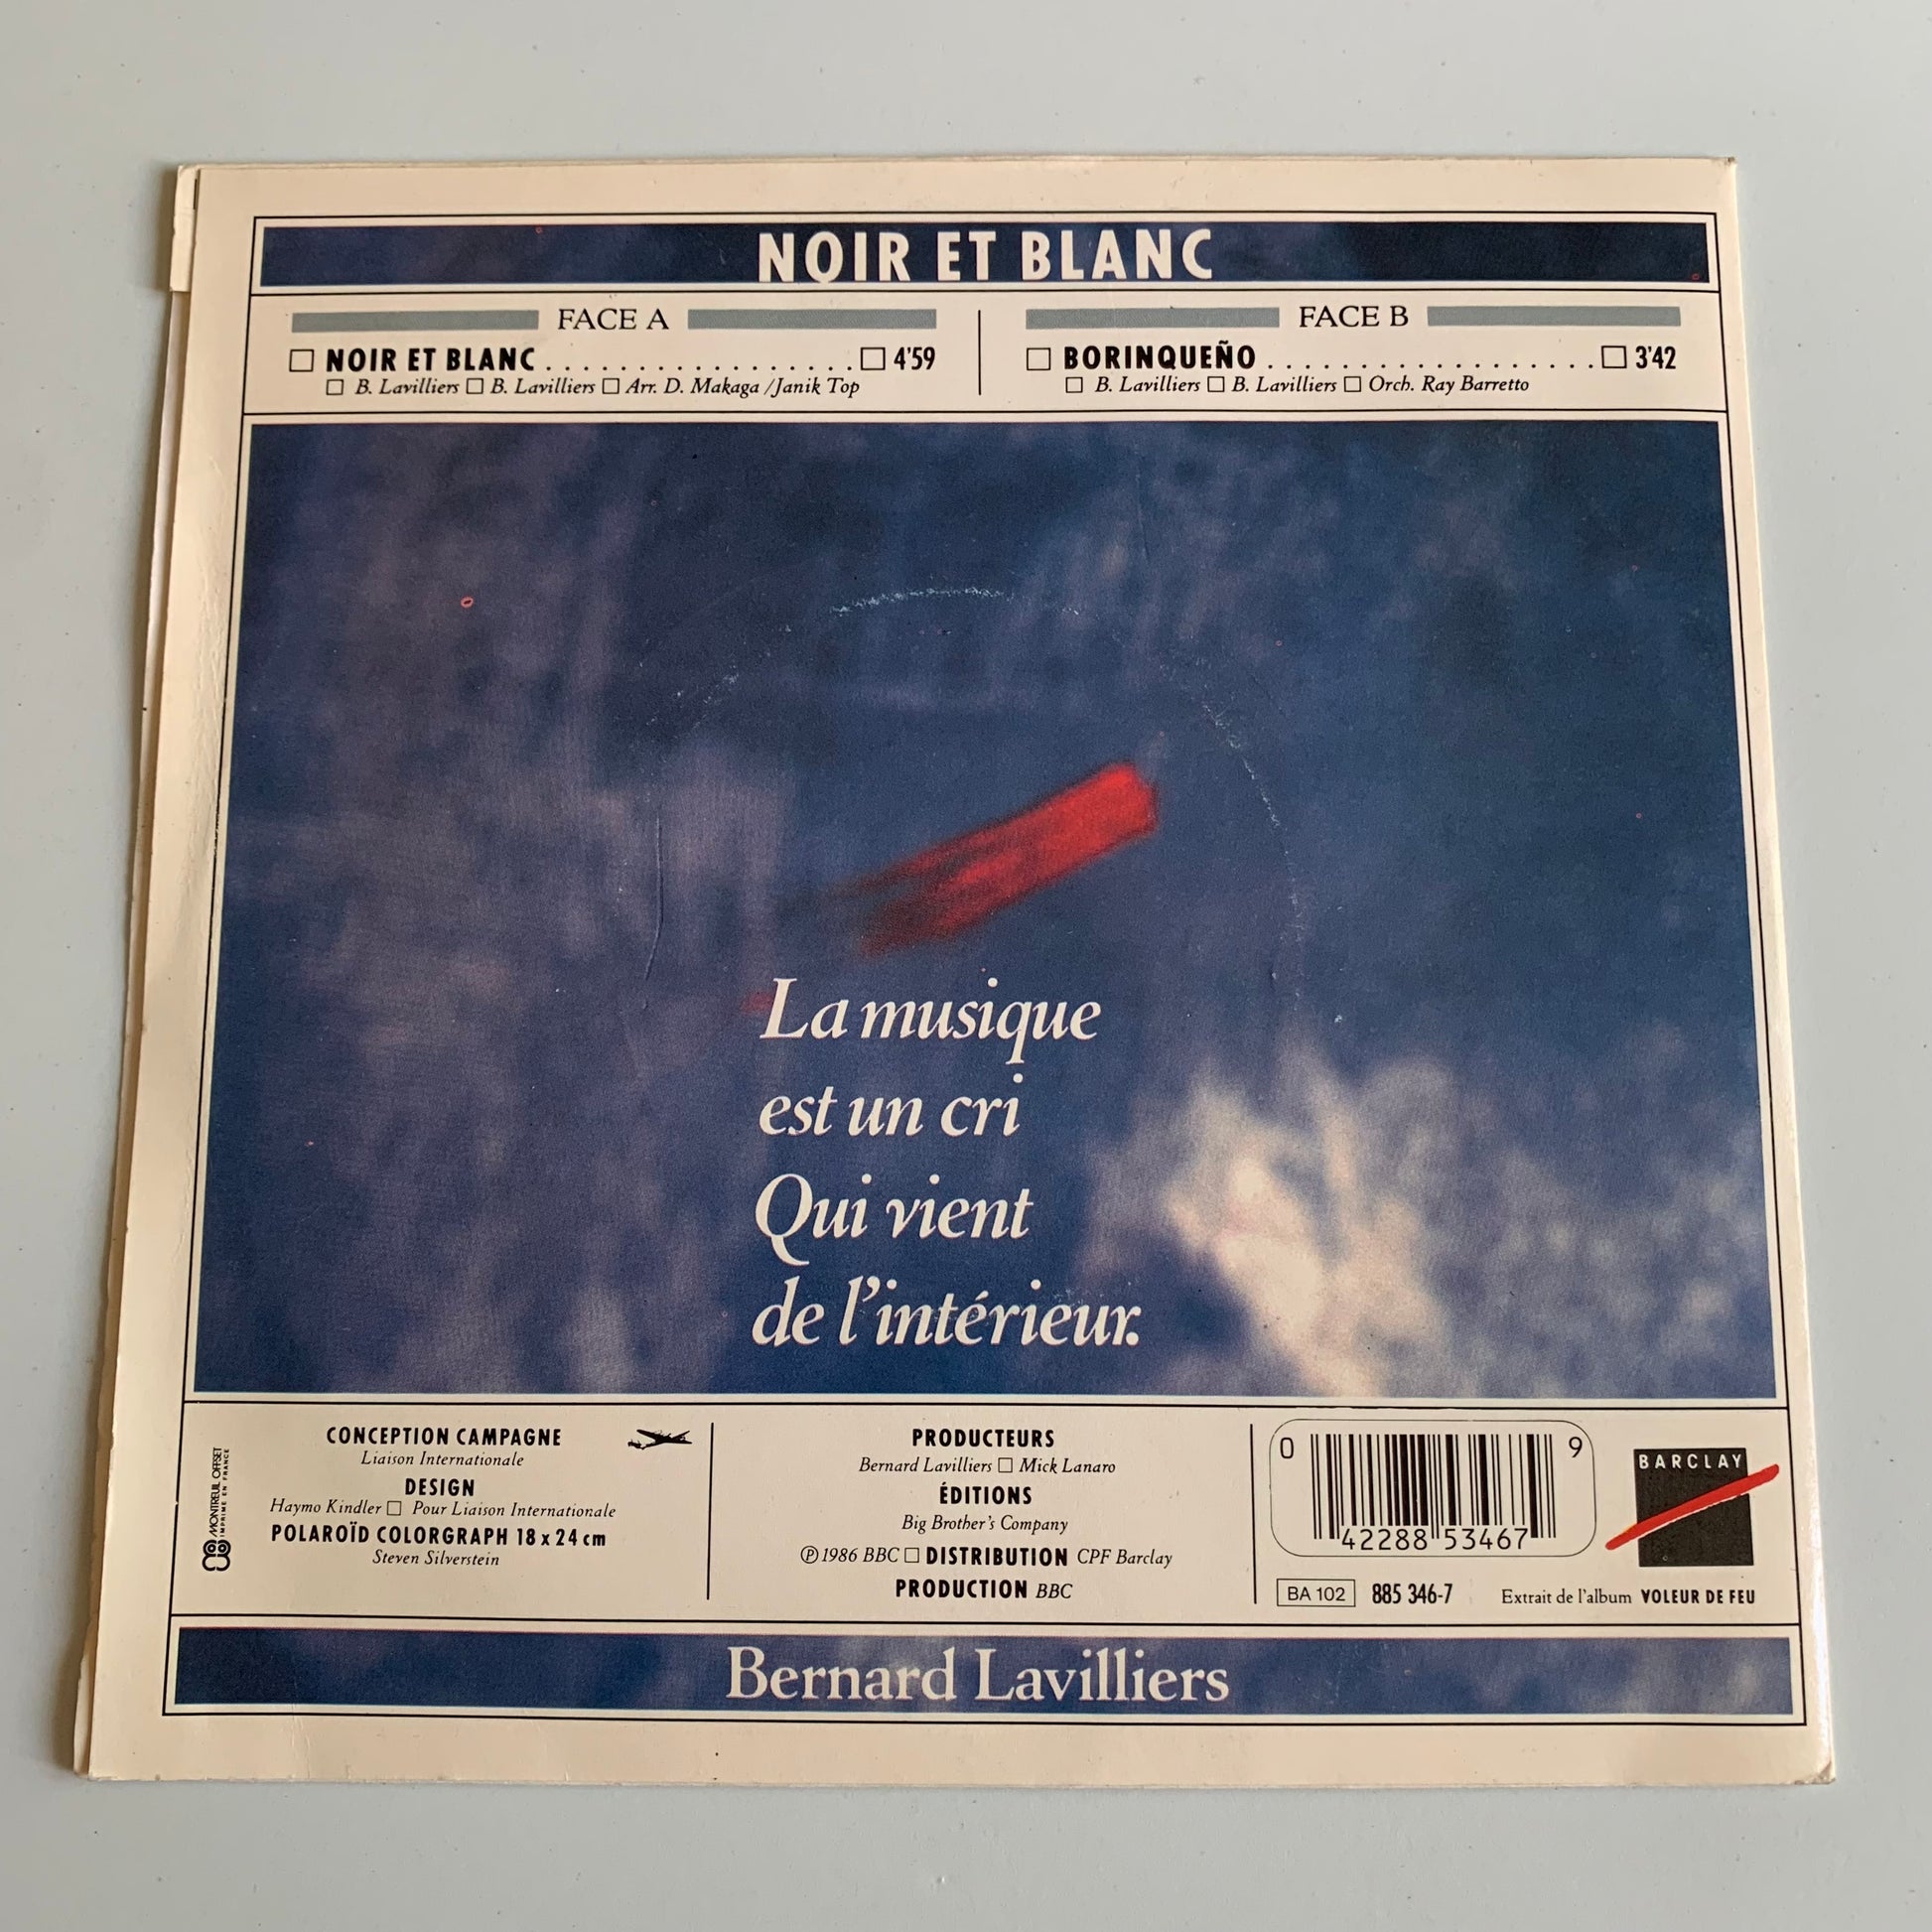 NOIR ET BLANC
FACE A
□ NOIR ET BLANC . . . . . . . . . . . . . . . . . □ 4'59
□ B. Lavilliers □ B. Lavilliers □ Arr. D. Makaga / Janik Top
FACE B
□ BORINQUEÑO . . . . . . . . . . . . . . . . . . □ 3'42
□ B. Lavilliers □ B. Lavilliers □ Orch. Ray Barretto
La musique
est un cri
Qui vient
de l'intérieur.
MONTREUIL OFFSET
IMPRIMÉ EN FRANCE
CONCEPTION CAMPAGNE
Liaison Internationale
DESIGN
Haymo Kindler □ Pour Liaison Internationale
POLAROÏD COLORGRAPH 18 x 24 cm
Steven Silverstein
PRODUCTEURS
Bernard Lavilliers □ Mick Lanaro
ÉDITIONS
Big Brother's Company
Ⓟ 1986 BBC □ DISTRIBUTION CPF Barclay
PRODUCTION BBC
0 42288 53467 9
BARCLAY
BA 102 885 346-7 Extrait de l'album VOLEUR DE FEU
Bernard Lavilliers